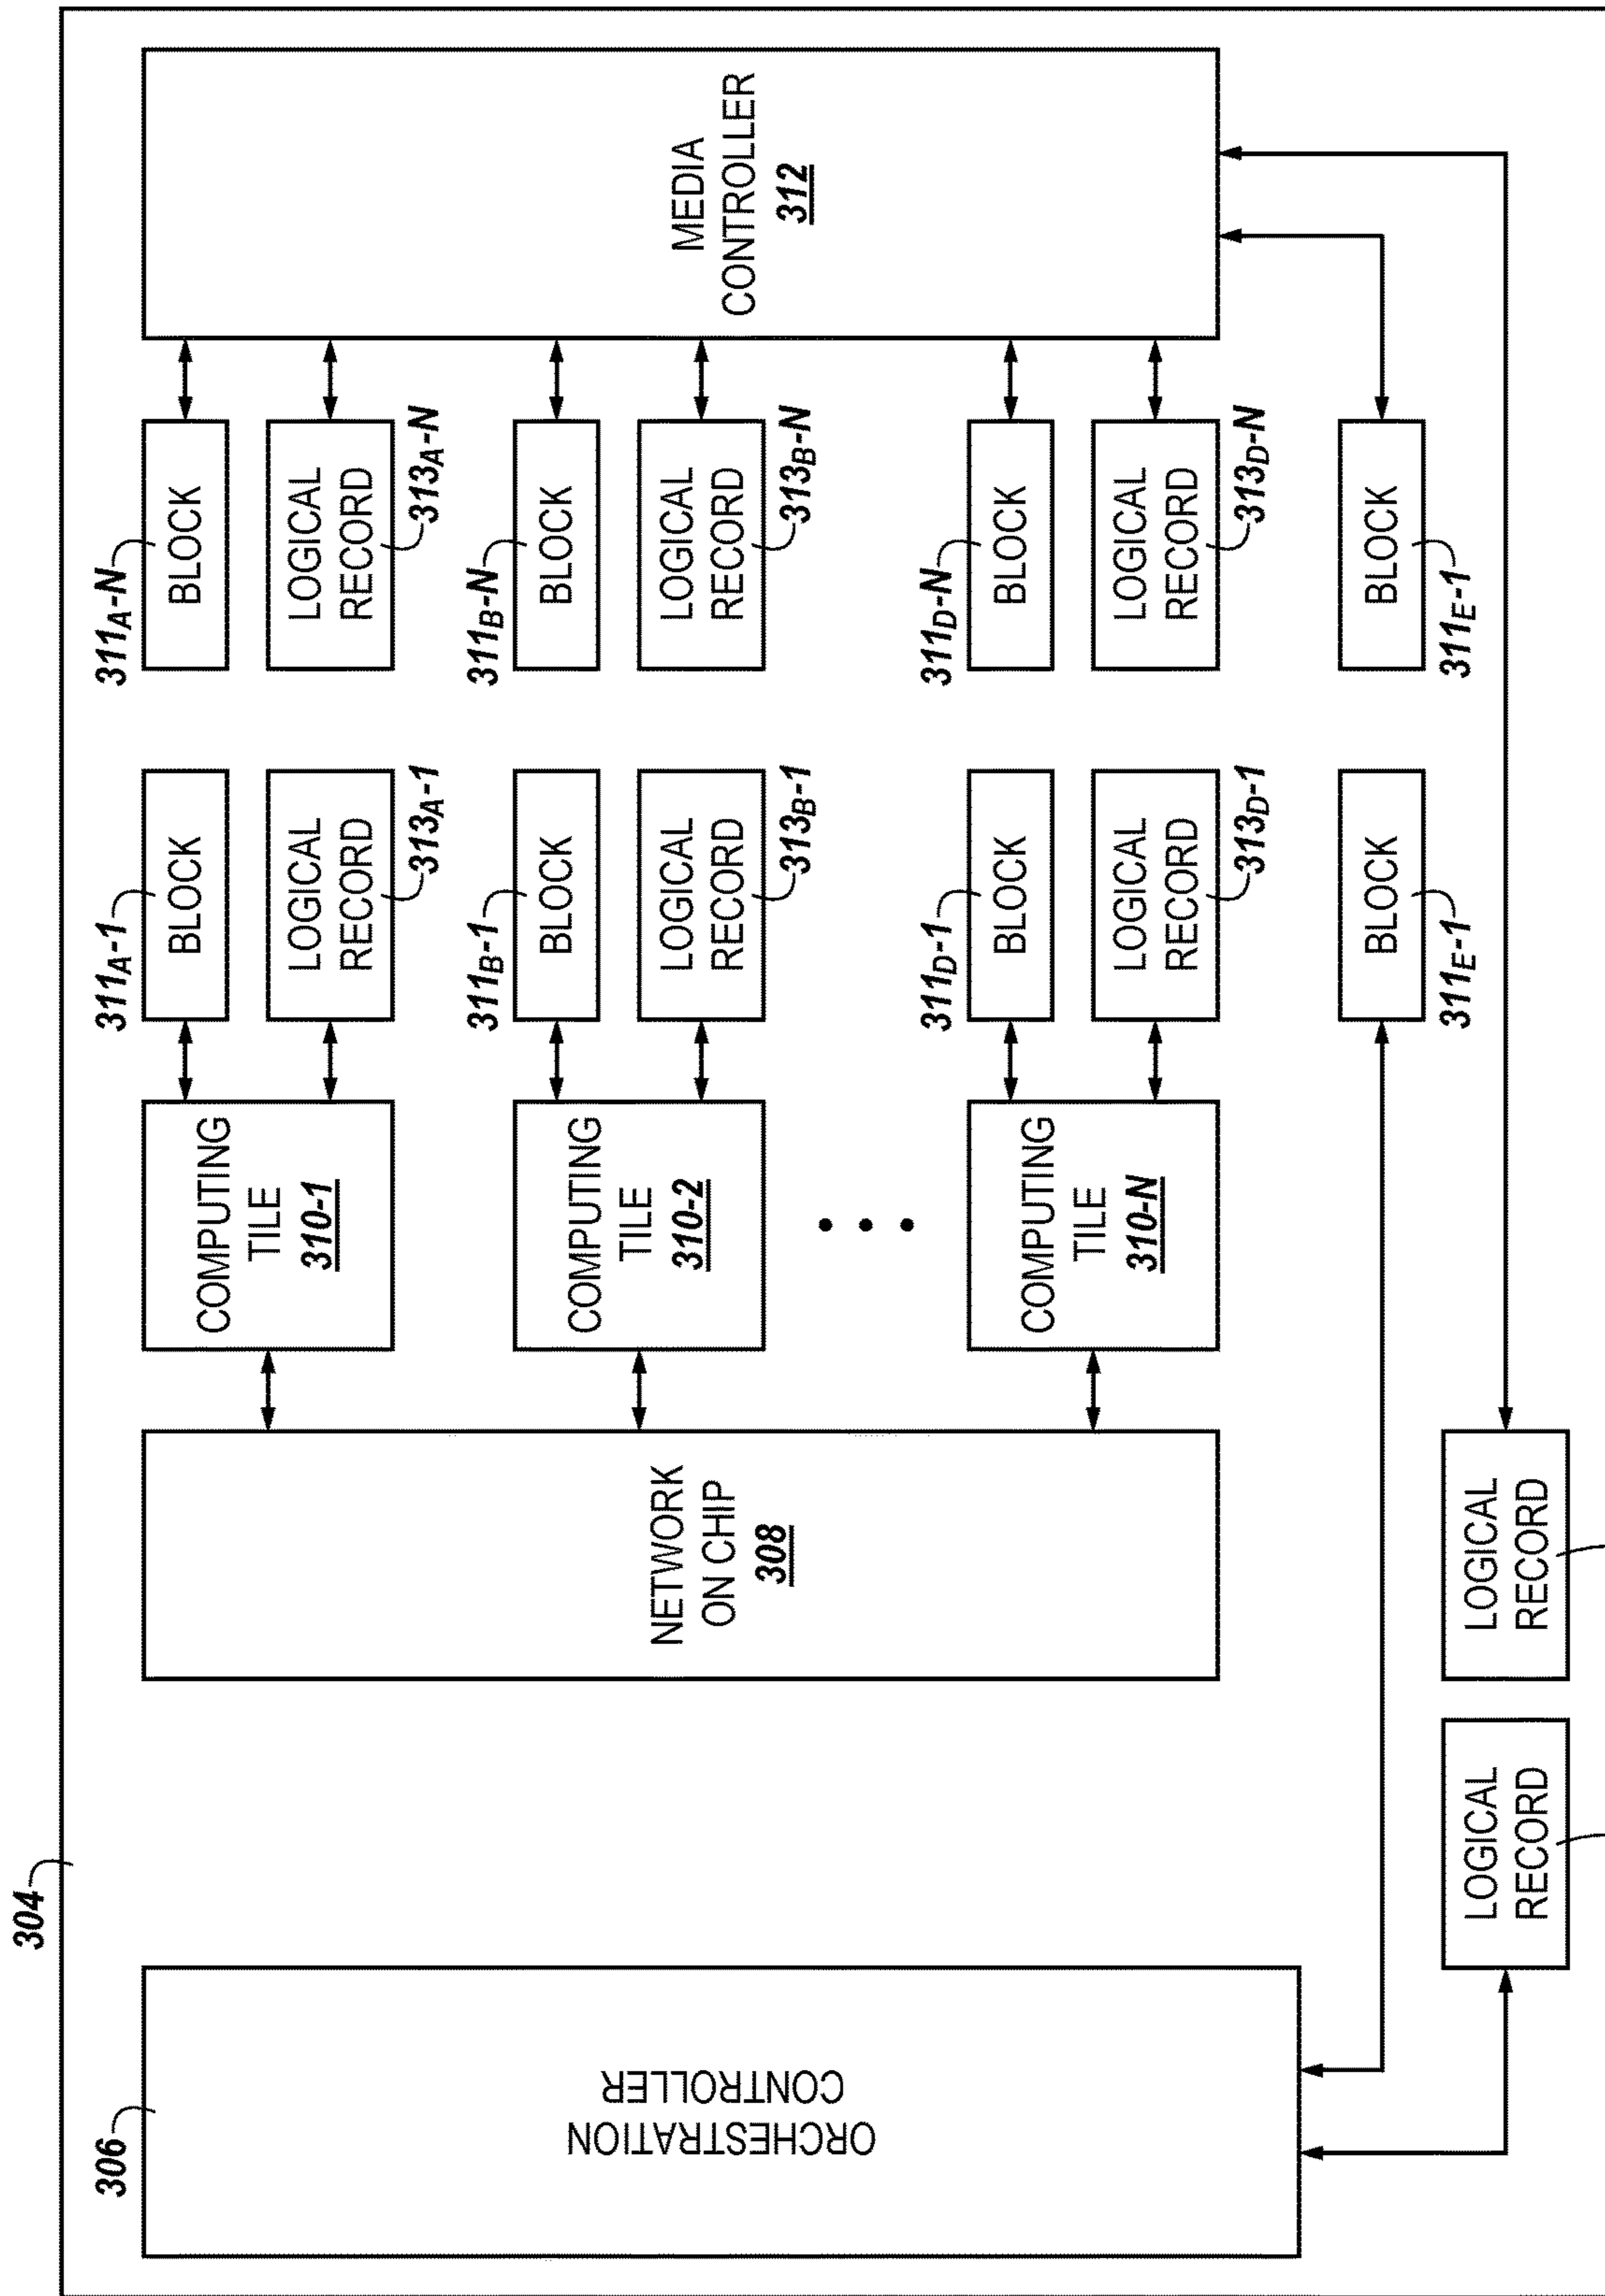 304
306
ORCHESTRATION
CONTROLLER
NETWORK
ON CHIP
308
COMPUTING
TILE
310-1
COMPUTING
TILE
310-2
COMPUTING
TILE
310-N
311A-1
BLOCK
LOGICAL
RECORD
313A-1
311B-1
BLOCK
LOGICAL
RECORD
313B-1
311D-1
BLOCK
LOGICAL
RECORD
313D-1
BLOCK
311E-1
311A-N
BLOCK
LOGICAL
RECORD
313A-N
311B-N
BLOCK
LOGICAL
RECORD
313B-N
311D-N
BLOCK
LOGICAL
RECORD
313D-N
BLOCK
311E-1
MEDIA
CONTROLLER
312
LOGICAL
RECORD
LOGICAL
RECORD